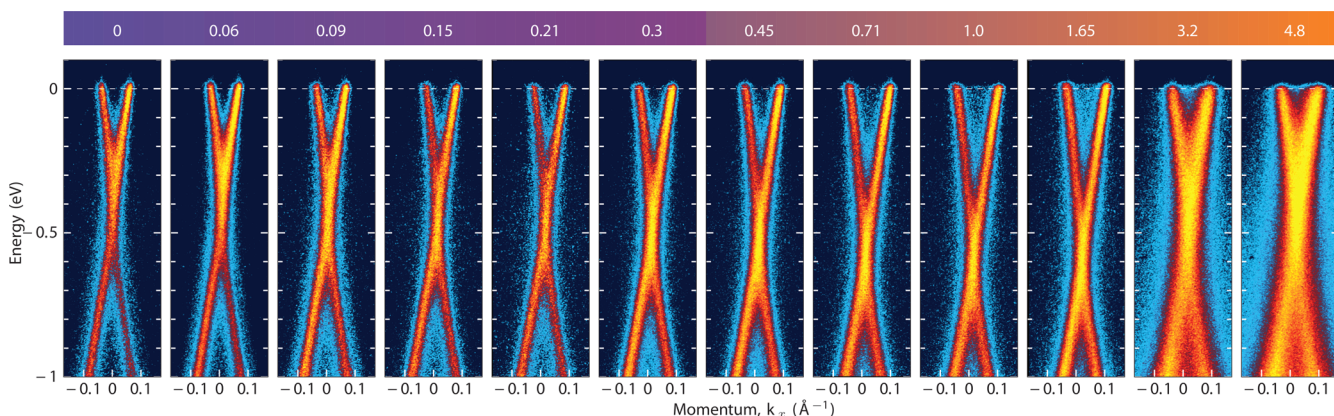 0 0.06 0.09 0.15 0.21 0.3 0.45 0.71 1.0 1.65 3.2 4.8
Energy (eV)
0
−0.5
−1
−0.1 0 0.1 −0.1 0 0.1 −0.1 0 0.1 −0.1 0 0.1 −0.1 0 0.1 −0.1 0 0.1 −0.1 0 0.1 −0.1 0 0.1 −0.1 0 0.1 −0.1 0 0.1 −0.1 0 0.1 −0.1 0 0.1
Momentum, k_x (Å⁻¹)